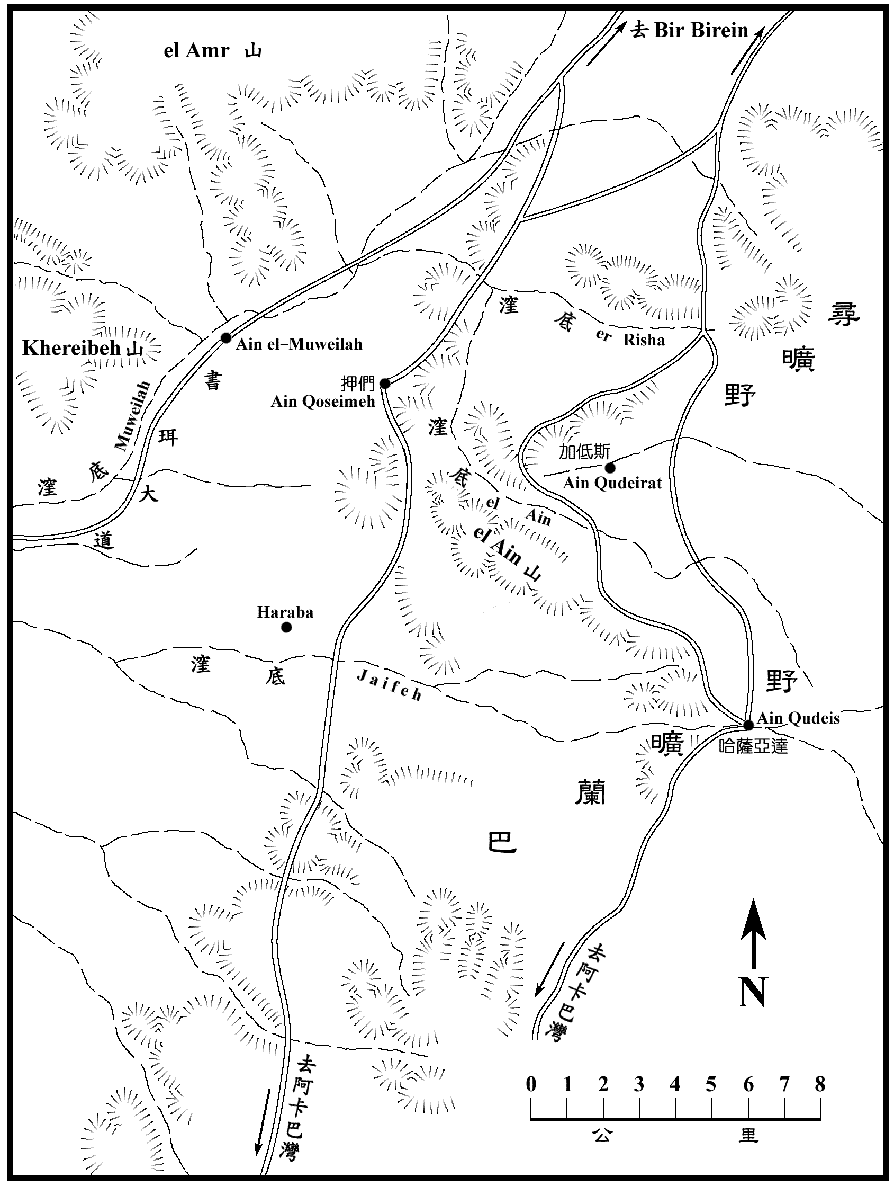 el Amr 山
去 Bir Birein
Khereibeh 山
Ain el-Muweilah
押們
Ain Qoseimeh
窪底 Muweilah
書珥大道
窪底 er Risha
尋曠野
加低斯
Ain Qudeirat
窪底 el Ain
el Ain 山
Haraba
窪底 Jaifeh
Ain Qudeis
哈薩亞達
巴蘭曠野
去阿卡巴灣
N
去阿卡巴灣
0 1 2 3 4 5 6 7 8
公里